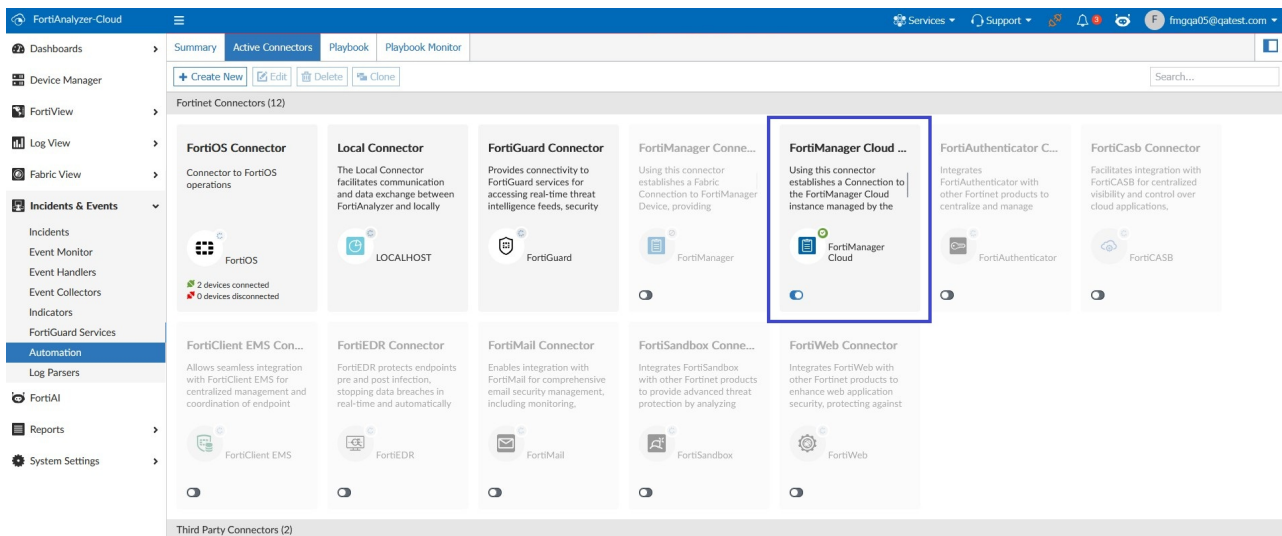 FortiAnalyzer-Cloud
Services
Support
3
F
fmgqa05@qatest.com
Dashboards
Device Manager
FortiView
Log View
Fabric View
Incidents & Events
Incidents
Event Monitor
Event Handlers
Event Collectors
Indicators
FortiGuard Services
Automation
Log Parsers
FortiAI
Reports
System Settings
Summary
Active Connectors
Playbook
Playbook Monitor
+ Create New
Edit
Delete
Clone
Search...
Fortinet Connectors (12)
FortiOS Connector
Connector to FortiOS
operations
FortiOS
2 devices connected
0 devices disconnected
Local Connector
The Local Connector
facilitates communication
and data exchange between
FortiAnalyzer and locally
LOCALHOST
FortiGuard Connector
Provides connectivity to
FortiGuard services for
accessing real-time threat
intelligence feeds, security
FortiGuard
FortiManager Conne...
Using this connector
establishes a Fabric
Connection to FortiManager
Device, providing
FortiManager
FortiManager Cloud ...
Using this connector
establishes a Connection to
the FortiManager Cloud
instance managed by the
FortiManager
Cloud
FortiAuthenticator C...
Integrates
FortiAuthenticator with
other Fortinet products to
centralize and manage
FortiAuthenticator
FortiCasb Connector
Facilitates integration with
FortiCASB for centralized
visibility and control over
cloud applications,
FortiCASB
FortiClient EMS Con...
Allows seamless integration
with FortiClient EMS for
centralized management and
coordination of endpoint
FortiClient EMS
FortiEDR Connector
FortiEDR protects endpoints
pre and post infection,
stopping data breaches in
real-time and automatically
FortiEDR
FortiMail Connector
Enables integration with
FortiMail for comprehensive
email security management,
including monitoring,
FortiMail
FortiSandbox Conne...
Integrates FortiSandbox
with other Fortinet products
to provide advanced threat
protection by analyzing
FortiSandbox
FortiWeb Connector
Integrates FortiWeb with
other Fortinet products to
enhance web application
security, protecting against
FortiWeb
Third Party Connectors (2)